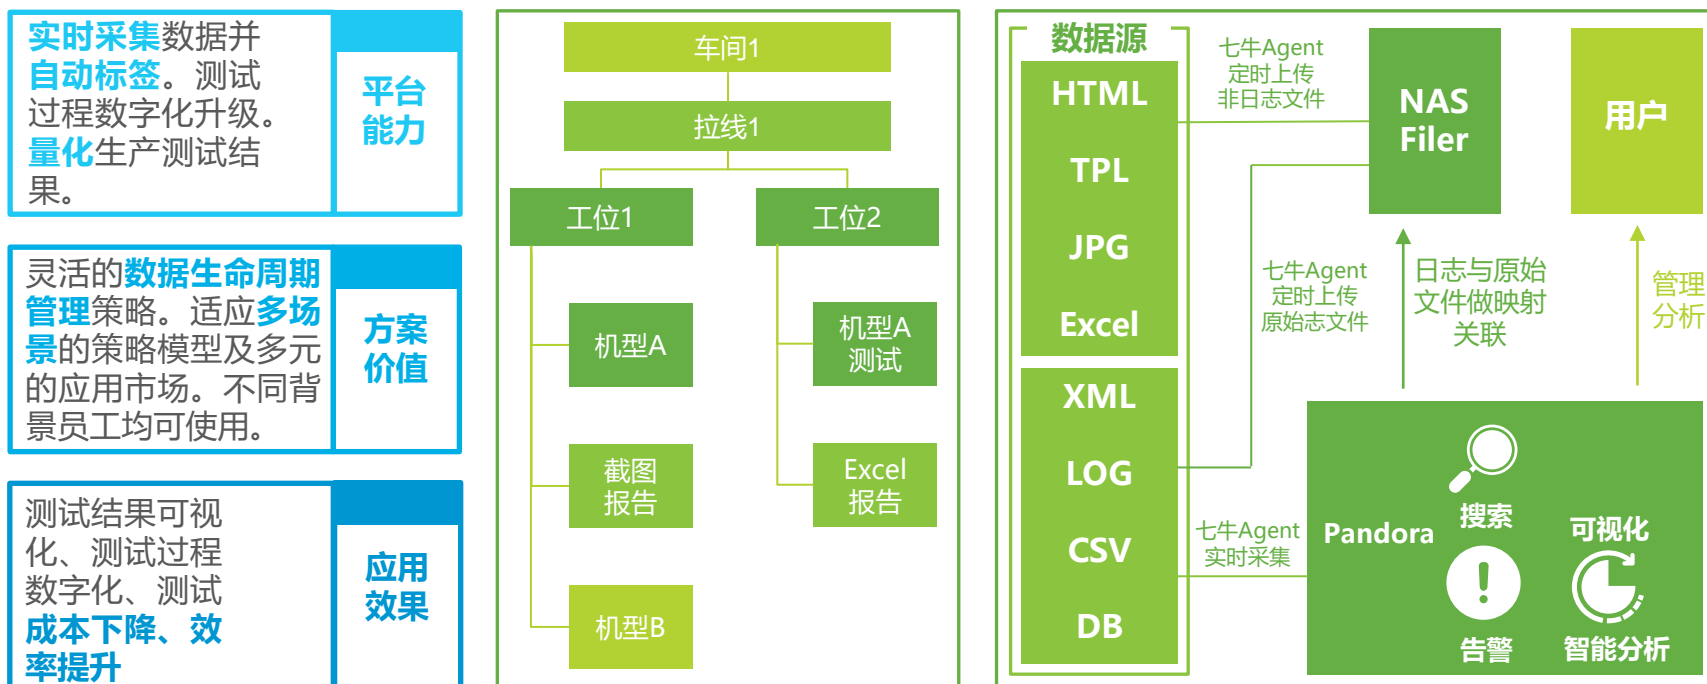 实时采集数据并
自动标签。测试
过程数字化升级。
量化生产测试结
果。
平台
能力
灵活的数据生命周期
管理策略。适应多场
景的策略模型及多元
的应用市场。不同背
景员工均可使用。
方案
价值
测试结果可视
化、测试过程
数字化、测试
成本下降、效
率提升
应用
效果
车间1
拉线1
工位1
工位2
机型A
机型A
测试
截图
报告
Excel
报告
机型B
数据源
HTML
TPL
JPG
Excel
XML
LOG
CSV
DB
七牛Agent
定时上传
非日志文件
七牛Agent
定时上传
原始志文件
七牛Agent
实时采集
NAS
Filer
用户
日志与原始
文件做映射
关联
管理
分析
Pandora
搜索
可视化
告警
智能分析